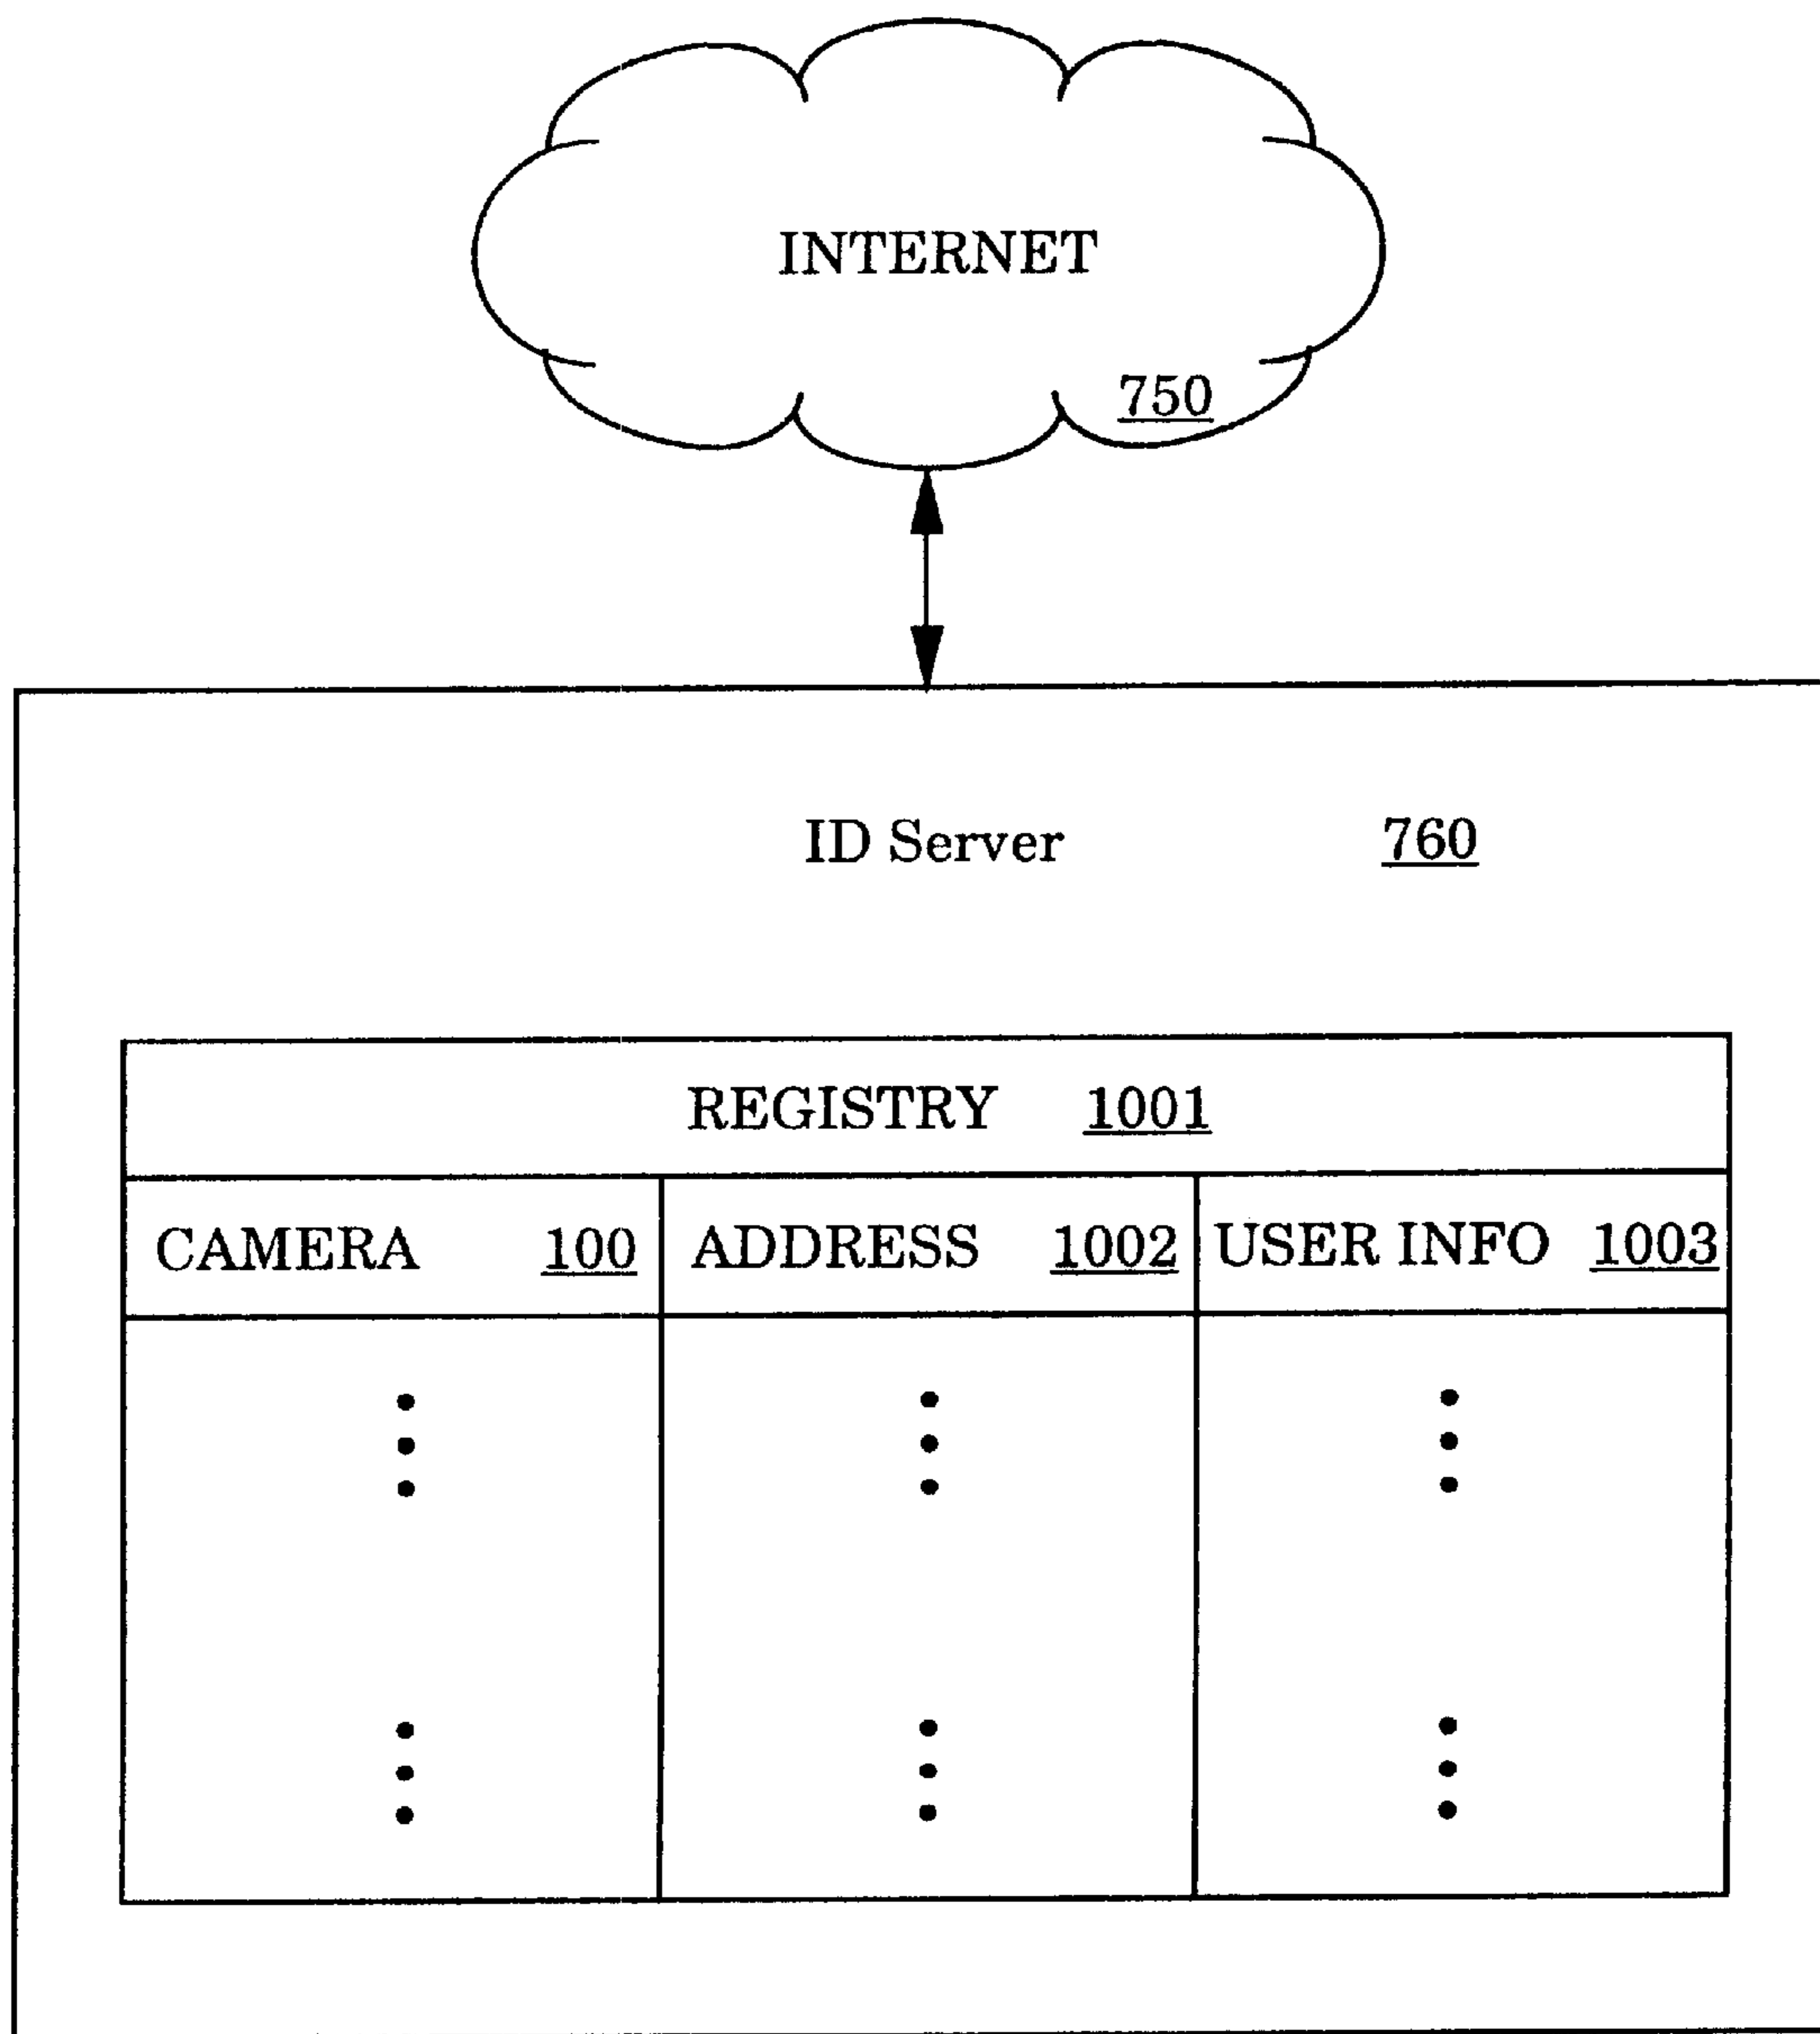 INTERNET
750
ID Server 760
REGISTRY 1001
CAMERA 100 ADDRESS 1002 USER INFO 1003